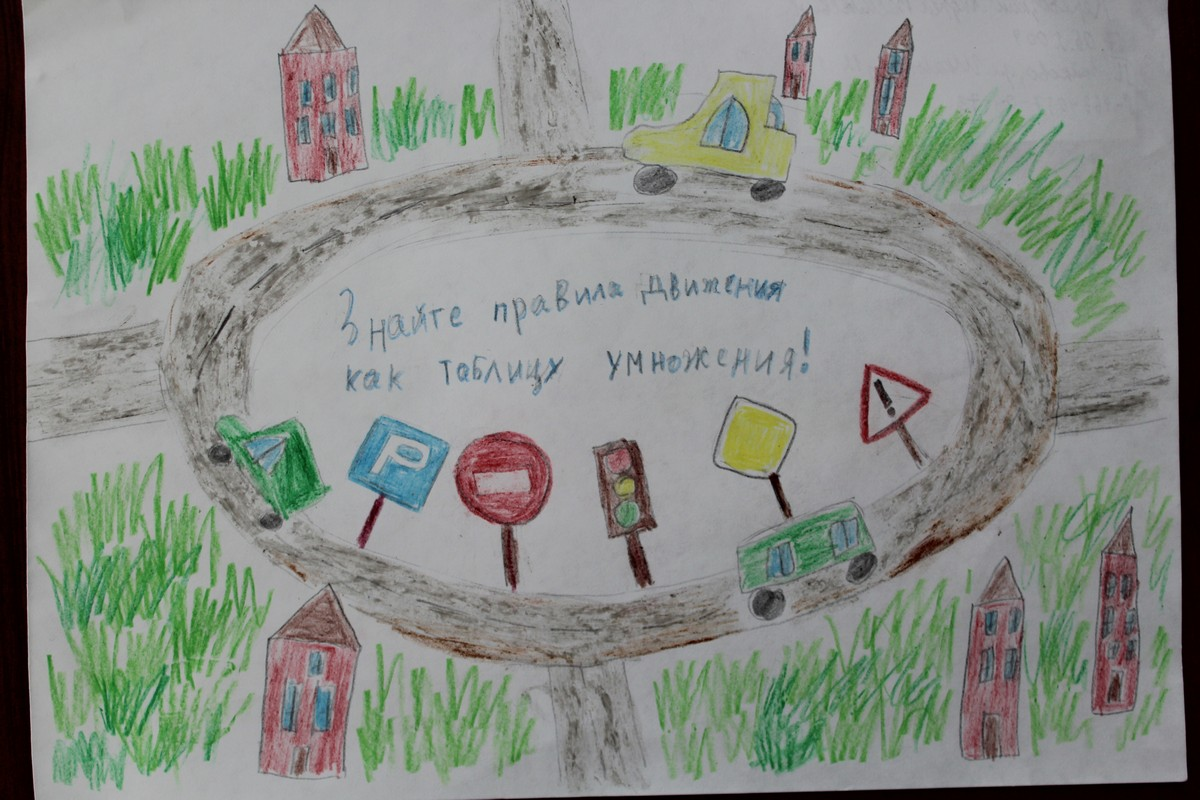 Знайте правила движения
как таблицу умножения!
P